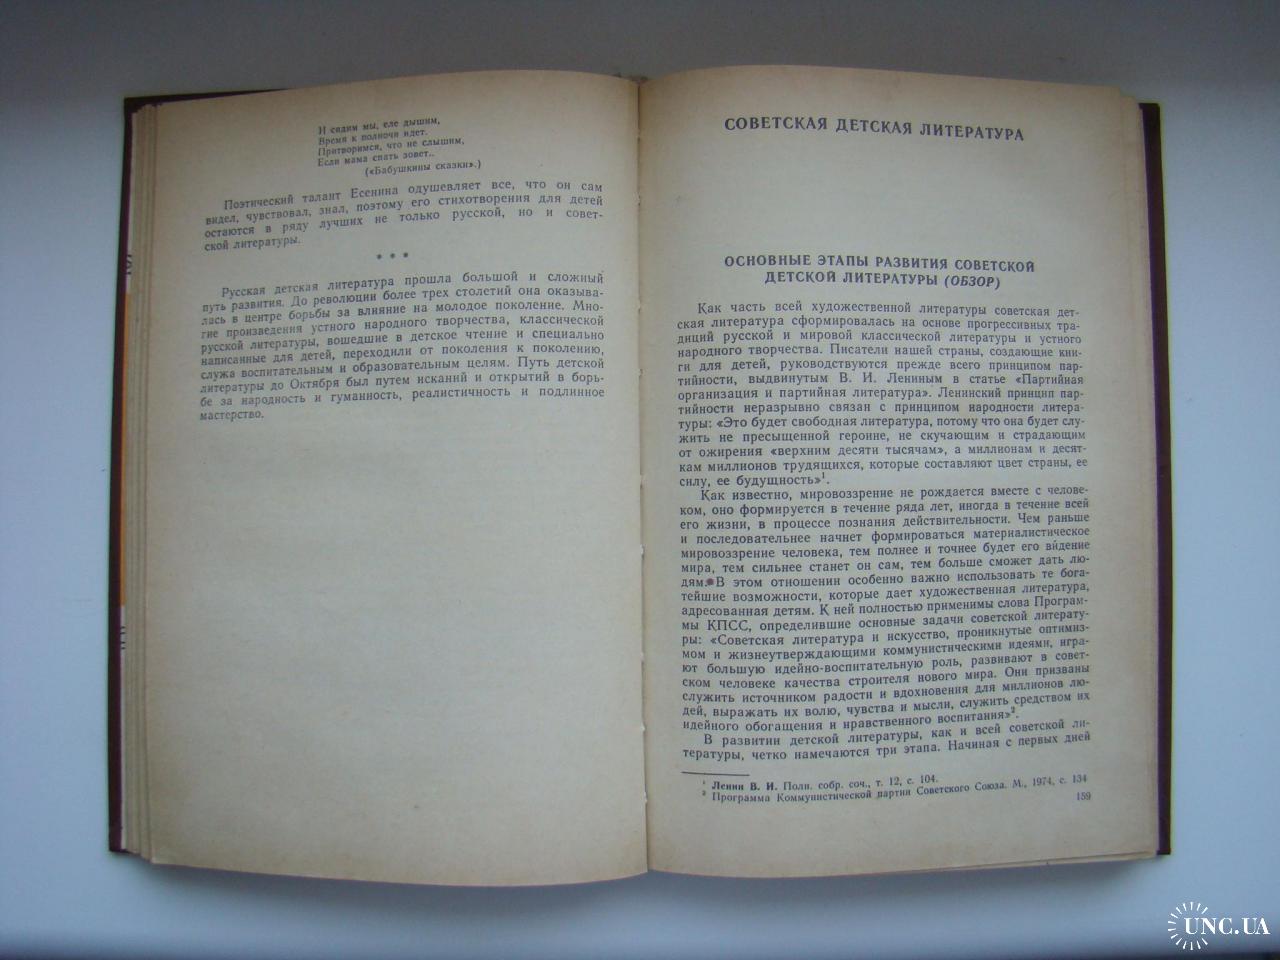 И сидим мы, еле дышим,
Время к полночи идет.
Притворимся, что не слышим,
Если мама спать зовет..
(«Бабушкины сказки».)
Поэтический талант Есенина одушевляет все, что он сам
видел, чувствовал, знал, поэтому его стихотворения для детей
остаются в ряду лучших не только русской, но и совет-
ской литературы.
* * *
Русская детская литература прошла большой и сложный
путь развития. До революции более трех столетий она оказыва-
лась в центре борьбы за влияние на молодое поколение. Мно-
гие произведения устного народного творчества, классической
русской литературы, вошедшие в детское чтение и специально
написанные для детей, переходили от поколения к поколению,
служа воспитательным и образовательным целям. Путь детской
литературы до Октября был путем исканий и открытий в борь-
бе за народность и гуманность, реалистичность и подлинное
мастерство.
СОВЕТСКАЯ ДЕТСКАЯ ЛИТЕРАТУРА
ОСНОВНЫЕ ЭТАПЫ РАЗВИТИЯ СОВЕТСКОЙ
ДЕТСКОЙ ЛИТЕРАТУРЫ (ОБЗОР)
Как часть всей художественной литературы советская дет-
ская литература сформировалась на основе прогрессивных тра-
диций русской и мировой классической литературы и устного
народного творчества. Писатели нашей страны, создающие кни-
ги для детей, руководствуются прежде всего принципом пар-
тийности, выдвинутым В. И. Лениным в статье «Партийная
организация и партийная литература». Ленинский принцип пар-
тийности неразрывно связан с принципом народности литера-
туры: «Это будет свободная литература, потому что она будет слу-
жить не пресыщенной героине, не скучающим и страдающим
от ожирения «верхним десяти тысячам», а миллионам и десят-
кам миллионов трудящихся, которые составляют цвет страны, ее
силу, ее будущность»¹.
Как известно, мировоззрение не рождается вместе с челове-
ком, оно формируется в течение ряда лет, иногда в течение всей
его жизни, в процессе познания действительности. Чем раньше
и последовательнее начнет формироваться материалистическое
мировоззрение человека, тем полнее и точнее будет его ви́дение
мира, тем сильнее станет он сам, тем больше сможет дать лю-
дям. В этом отношении особенно важно использовать те бога-
тейшие возможности, которые дает художественная литература,
адресованная детям. К ней полностью применимы слова Програм-
мы КПСС, определившие основные задачи советской литерату-
ры: «Советская литература и искусство, проникнутые оптимиз-
мом и жизнеутверждающими коммунистическими идеями, игра-
ют большую идейно-воспитательную роль, развивают в совет-
ском человеке качества строителя нового мира. Они призваны
служить источником радости и вдохновения для миллионов лю-
дей, выражать их волю, чувства и мысли, служить средством их
идейного обогащения и нравственного воспитания»².
В развитии детской литературы, как и всей советской ли-
тературы, четко намечаются три этапа. Начиная с первых дней
¹ Ленин В. И. Полн. собр. соч., т. 12, с. 104.
² Программа Коммунистической партии Советского Союза. М., 1974, с. 134
159
UNC.UA